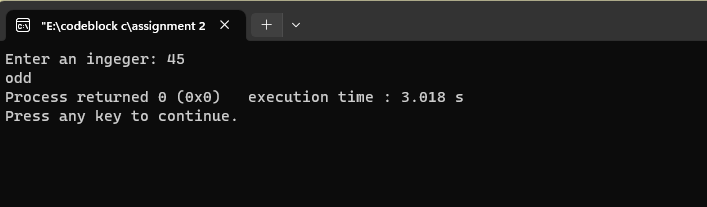 "E:\codeblock c\assignment 2
Enter an ingeger: 45
odd
Process returned 0 (0x0)   execution time : 3.018 s
Press any key to continue.